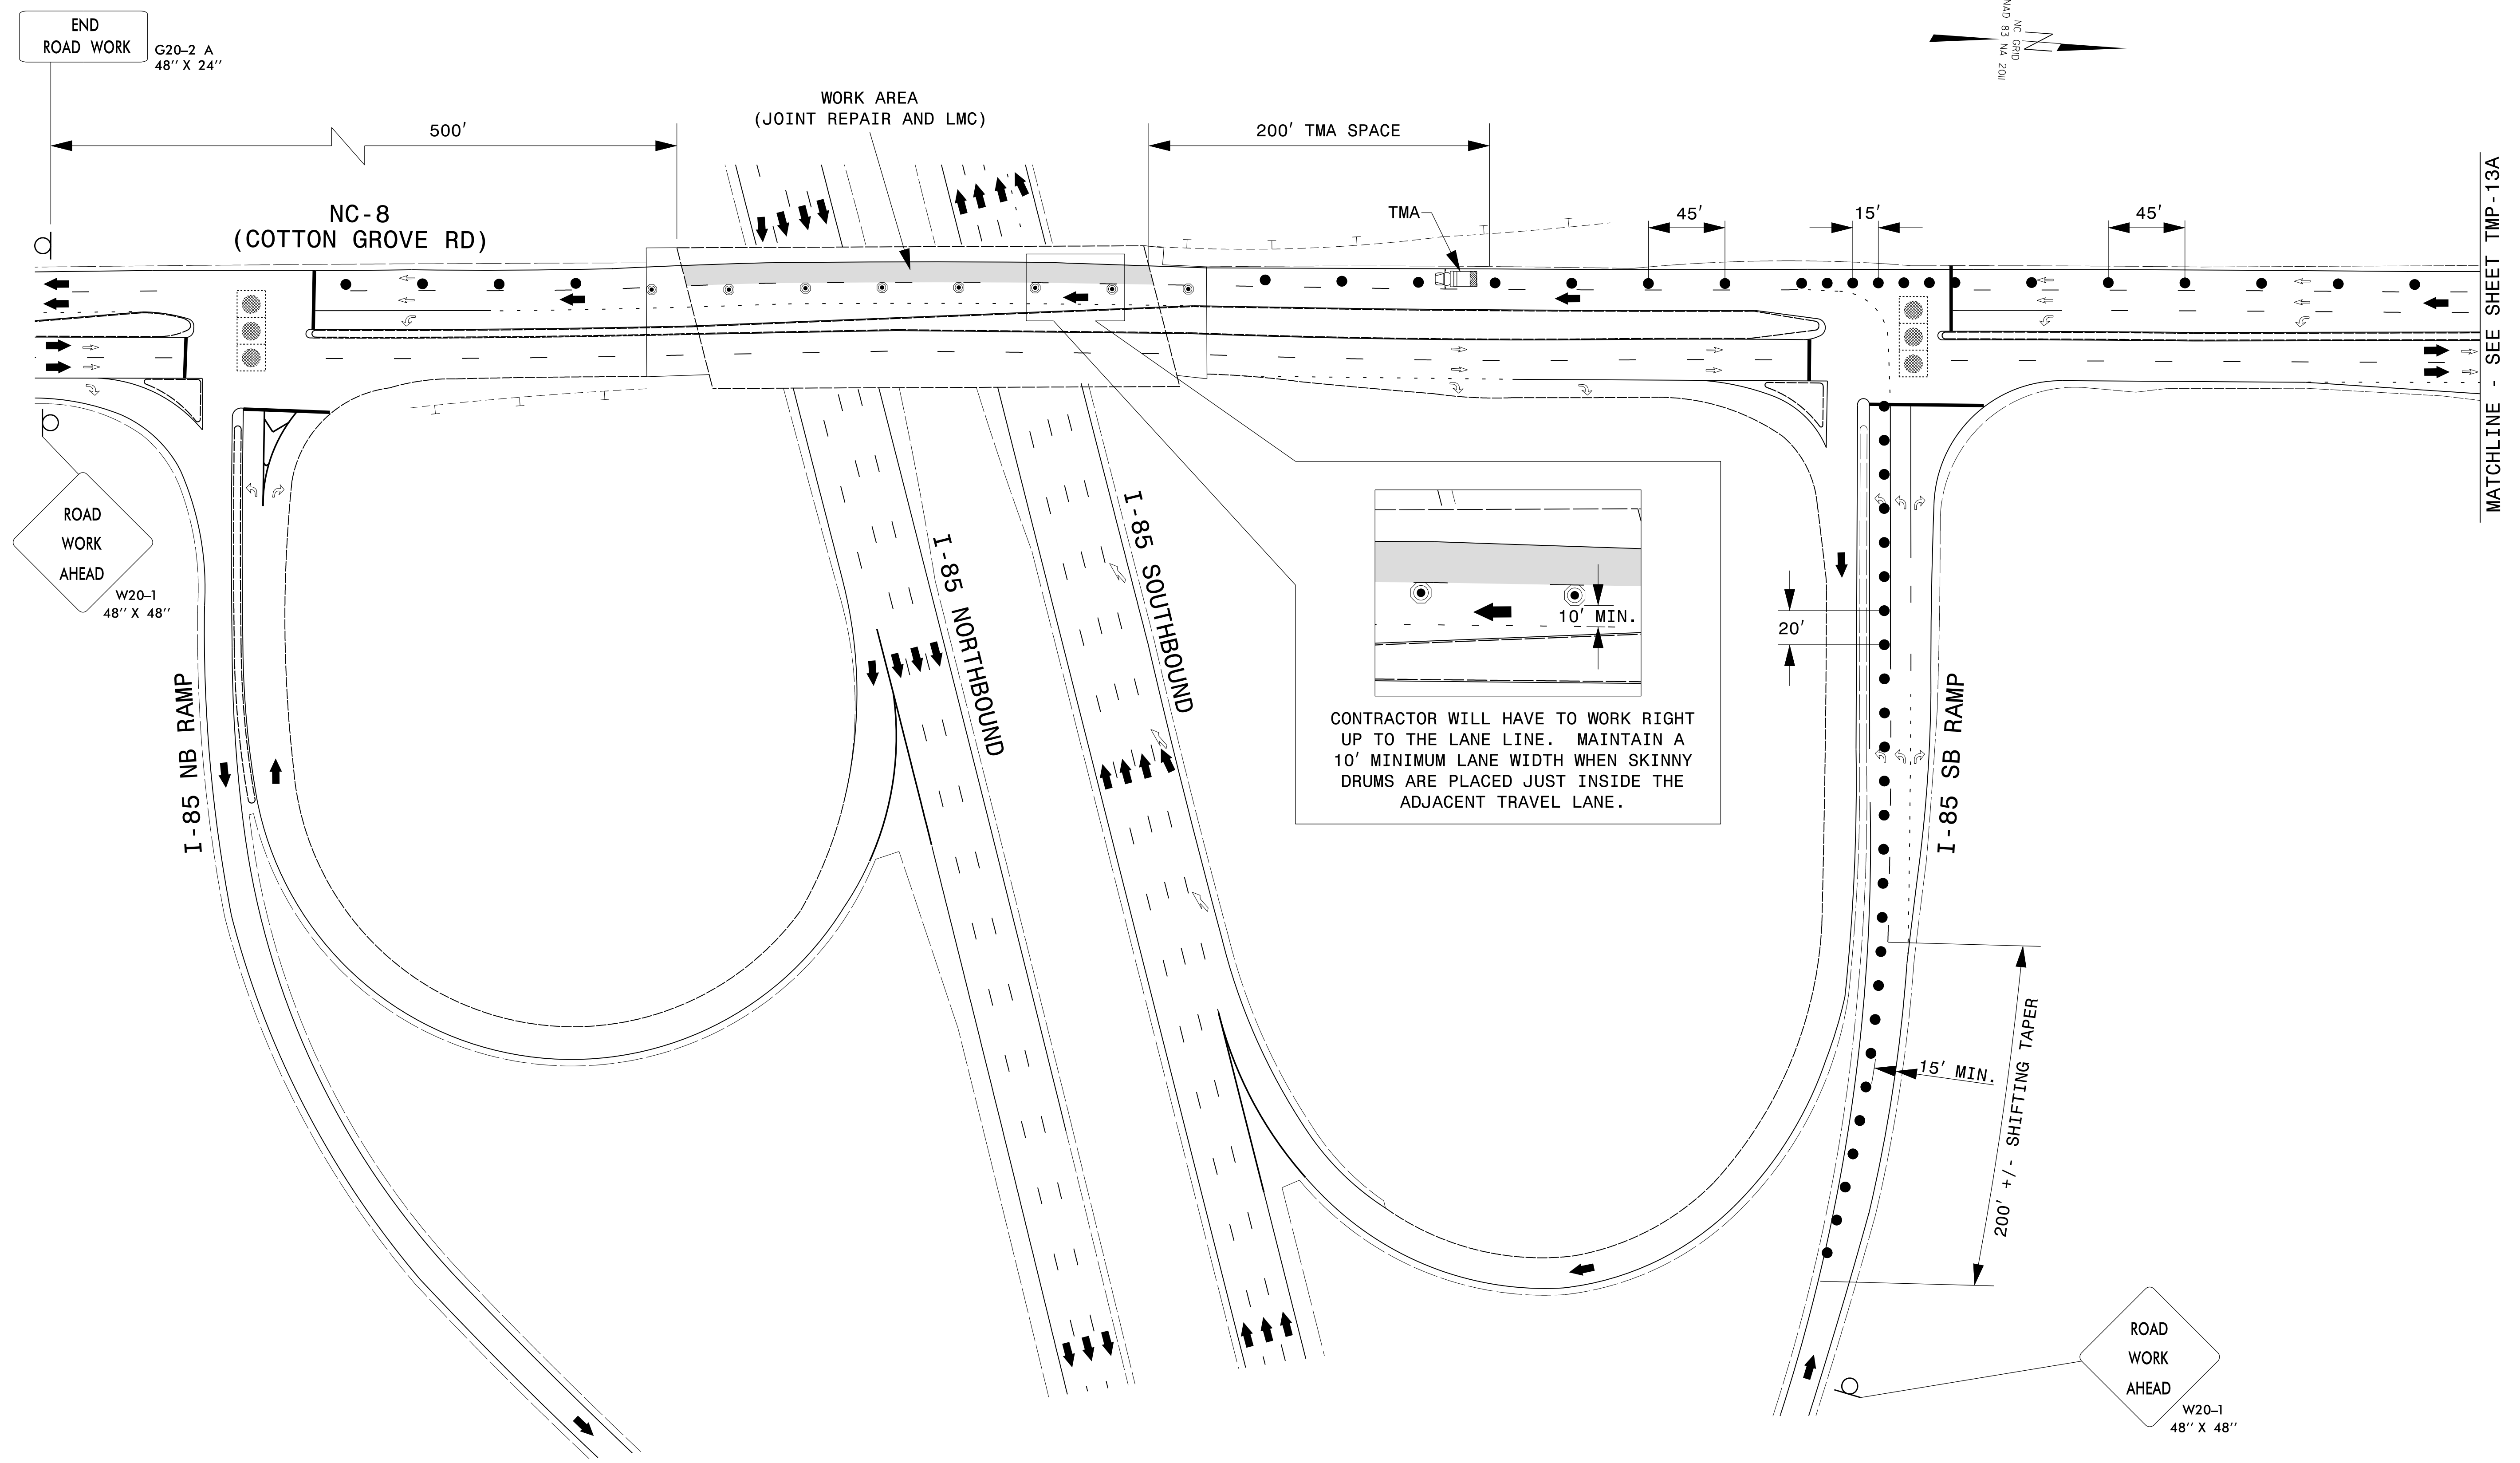 END
ROAD WORK
G20-2 A
48'' X 24''
NC GRID
NAD 83 NA 2011
WORK AREA
(JOINT REPAIR AND LMC)
500'
200' TMA SPACE
NC-8
(COTTON GROVE RD)
TMA
45'
15'
45'
MATCHLINE - SEE SHEET TMP-13A
ROAD
WORK
AHEAD
W20-1
48'' X 48''
I-85 NB RAMP
I-85 NORTHBOUND
I-85 SOUTHBOUND
10' MIN.
CONTRACTOR WILL HAVE TO WORK RIGHT
UP TO THE LANE LINE. MAINTAIN A
10' MINIMUM LANE WIDTH WHEN SKINNY
DRUMS ARE PLACED JUST INSIDE THE
ADJACENT TRAVEL LANE.
20'
I-85 SB RAMP
15' MIN.
200' +/- SHIFTING TAPER
ROAD
WORK
AHEAD
W20-1
48'' X 48''